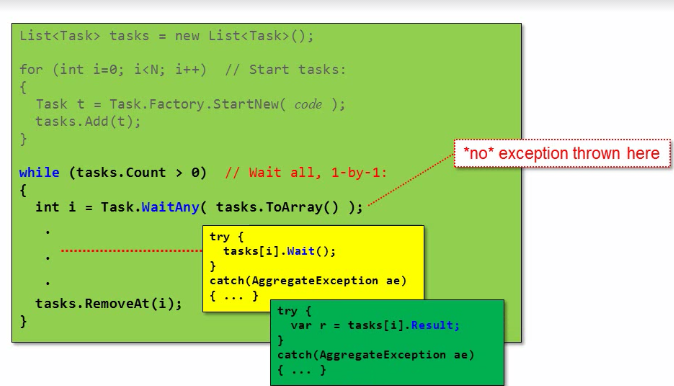 List<Task> tasks = new List<Task>();
for (int i=0; i<N; i++)  // Start tasks:
{
  Task t = Task.Factory.StartNew( code );
  tasks.Add(t);
}
*no* exception thrown here
while (tasks.Count > 0)  // Wait all, 1-by-1:
{
  int i = Task.WaitAny( tasks.ToArray() );
  .
  .
  .
try {
  tasks[i].Wait();
}
catch(AggregateException ae)
{ ... }
  tasks.RemoveAt(i);
}
try {
  var r = tasks[i].Result;
}
catch(AggregateException ae)
{ ... }